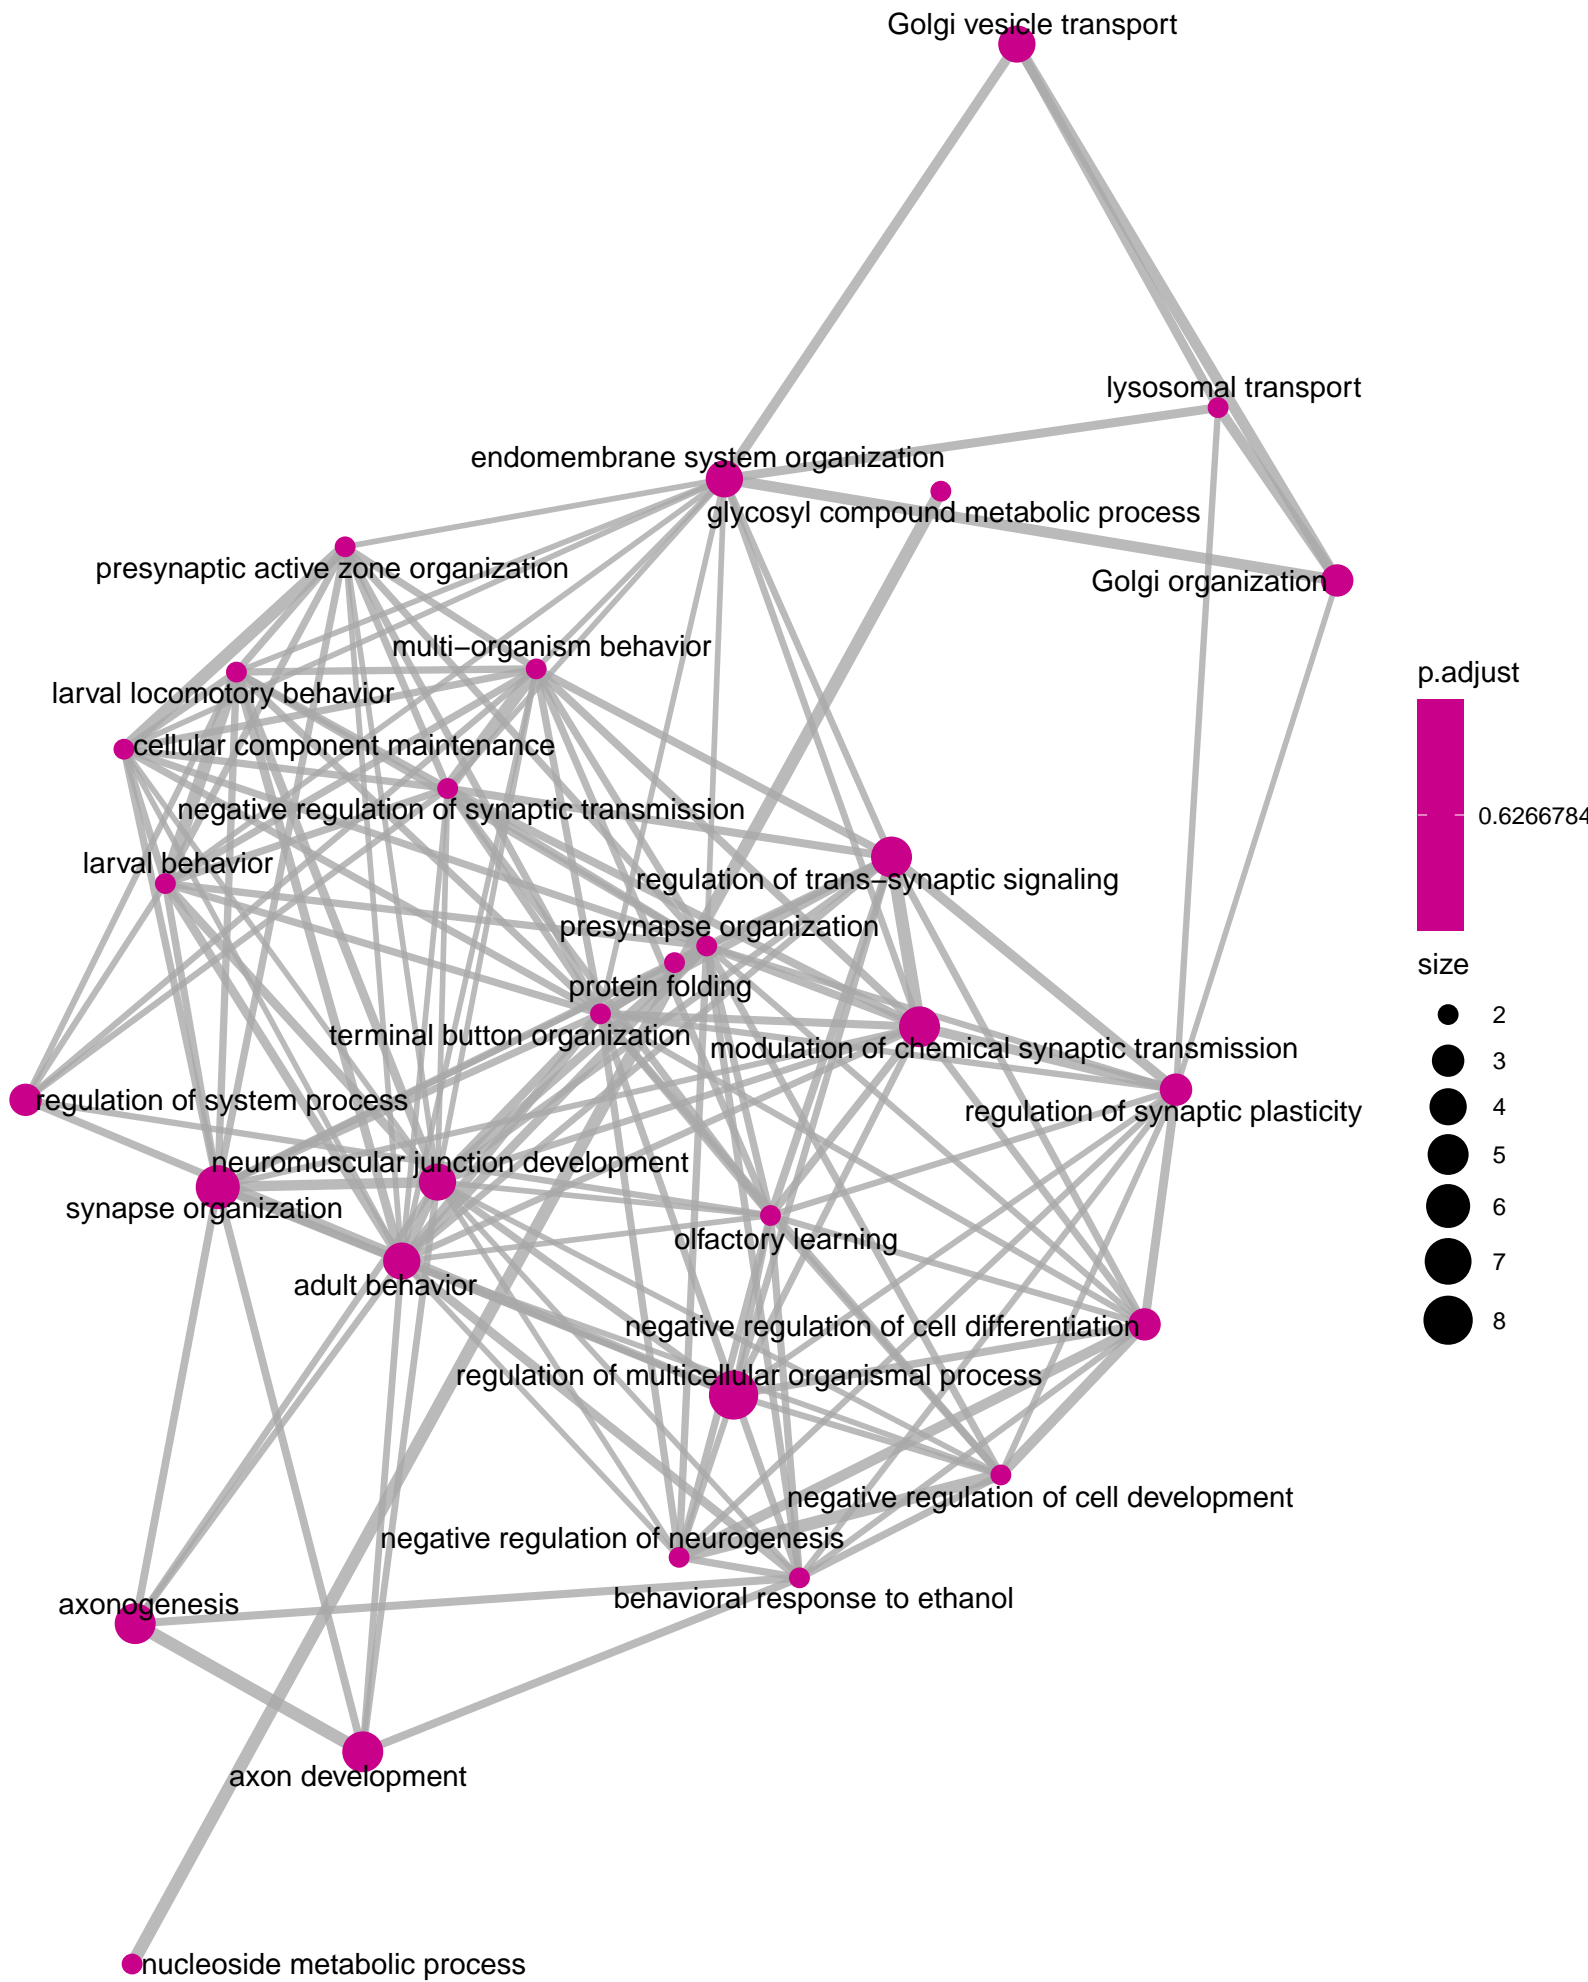 Golgi vesicle transport
lysosomal transport
endomembrane system organization
glycosyl compound metabolic process
presynaptic active zone organization
Golgi organization
multi−organism behavior
larval locomotory behavior
cellular component maintenance
negative regulation of synaptic transmission
larval behavior
regulation of trans−synaptic signaling
presynapse organization
protein folding
terminal button organization
modulation of chemical synaptic transmission
regulation of system process
regulation of synaptic plasticity
neuromuscular junction development
synapse organization
olfactory learning
adult behavior
negative regulation of cell differentiation
regulation of multicellular organismal process
negative regulation of cell development
negative regulation of neurogenesis
behavioral response to ethanol
axonogenesis
axon development
nucleoside metabolic process
p.adjust
0.6266784
size
2
3
4
5
6
7
8